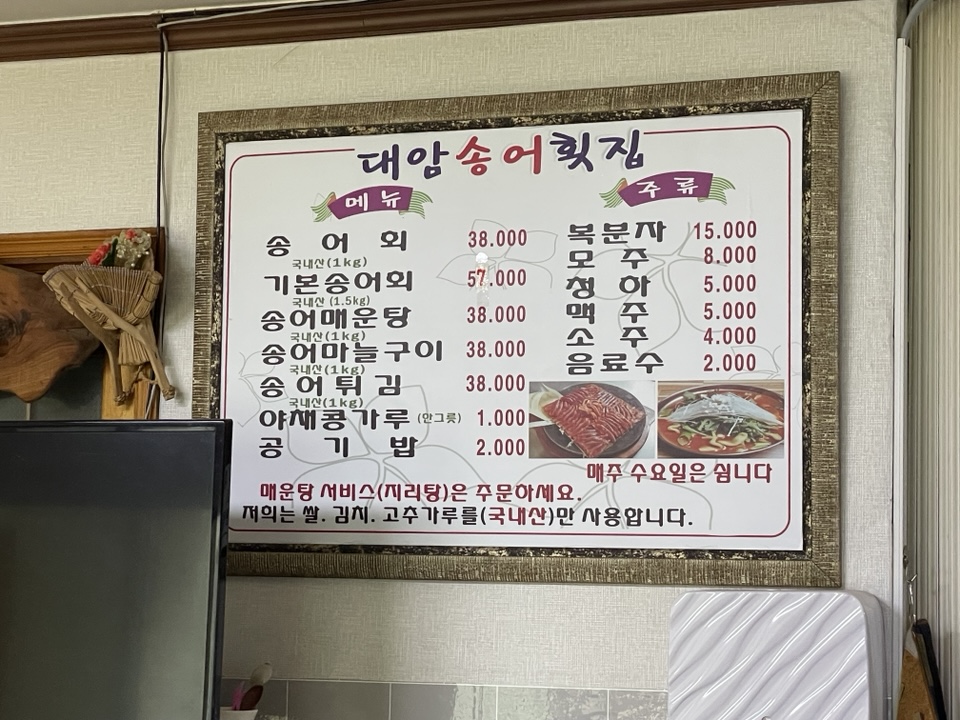 대암송어횟집
메뉴
송어회 38.000
국내산(1kg)
기본송어회 57.000
국내산 (1.5kg)
송어매운탕 38.000
국내산(1kg)
송어마늘구이 38.000
국내산(1kg)
송어튀김 38.000
국내산(1kg)
야채콩가루 (한그릇) 1.000
공기밥 2.000
주류
복분자 15.000
모주 8.000
청하 5.000
맥주 5.000
소주 4.000
음료수 2.000
매주 수요일은 쉽니다
매운탕 서비스(지리탕)은 주문하세요.
저희는 쌀. 김치. 고추가루를(국내산)만 사용합니다.